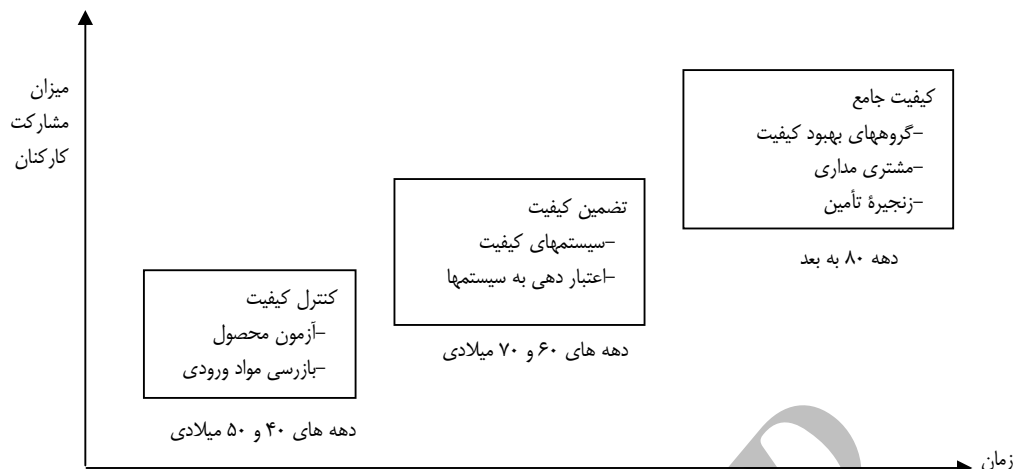 میزان
مشارکت
کارکنان
کیفیت جامع
-گروههای بهبود کیفیت
-مشتری مداری
-زنجیرۀ تأمین
دهه ۸۰ به بعد
تضمین کیفیت
-سیستمهای کیفیت
-اعتبار دهی به سیستمها
دهه های ۶۰ و ۷۰ میلادی
کنترل کیفیت
-آزمون محصول
-بازرسی مواد ورودی
دهه های ۴۰ و ۵۰ میلادی
زمان